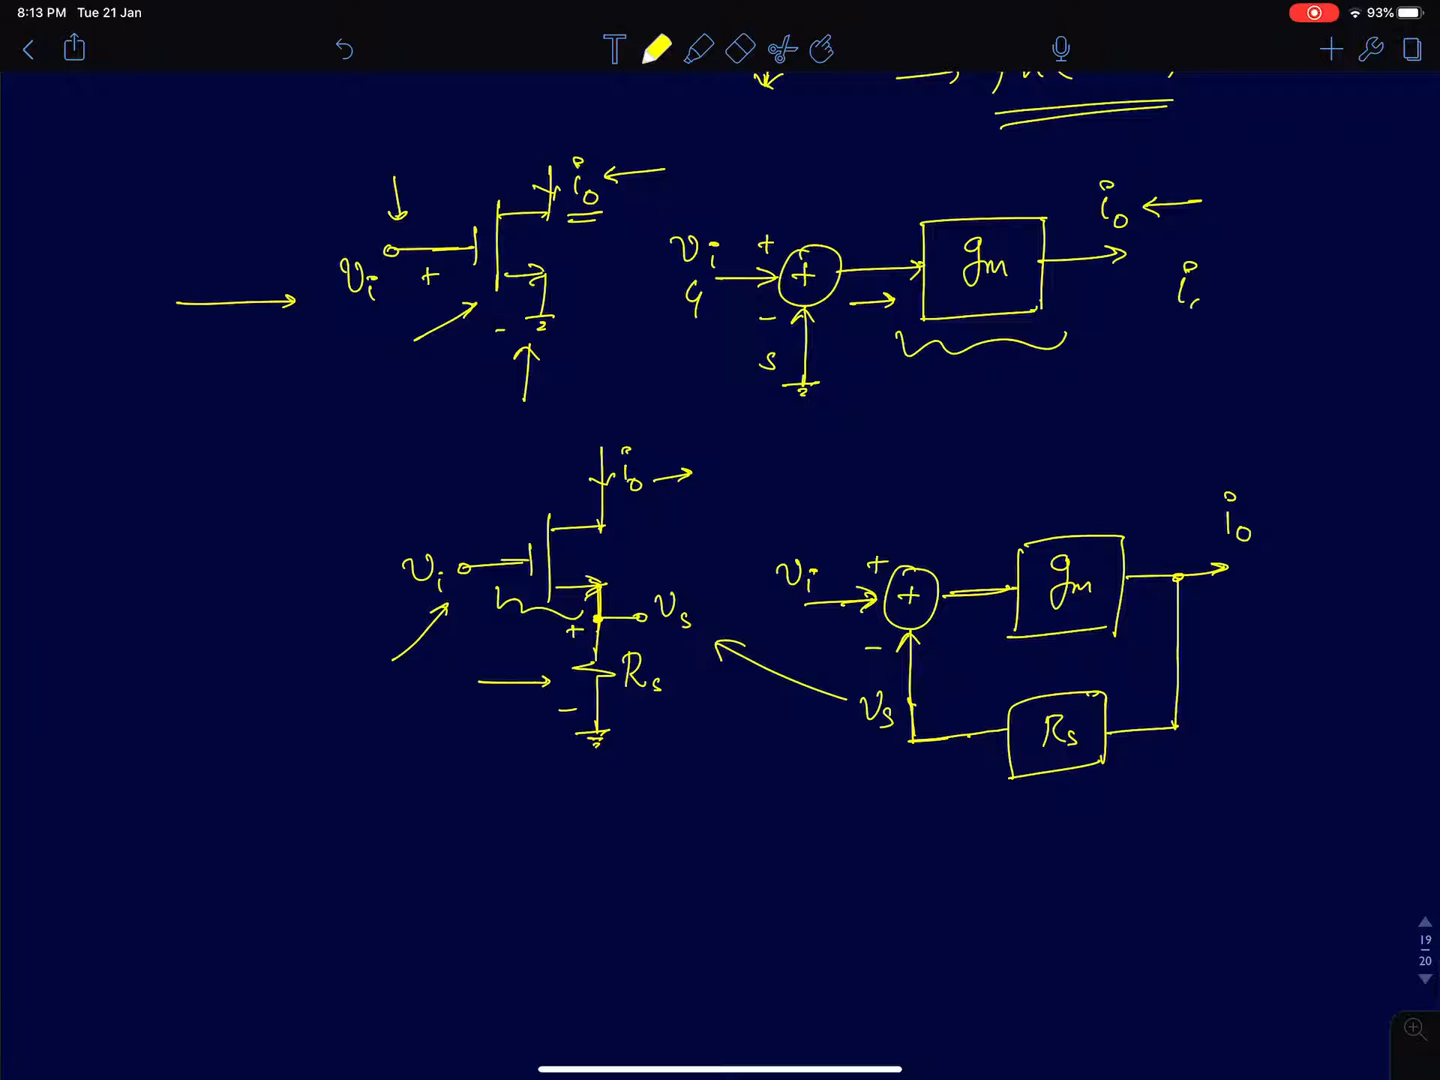 8:13 PM Tue 21 Jan
93%
T
i₀
vᵢ +
-
vᵢ +
G
+
-
s
gₘ
i₀
i
i₀
vᵢ
vₛ
+
Rₛ
-
vᵢ +
+
-
gₘ
i₀
vₛ
Rₛ
19
20